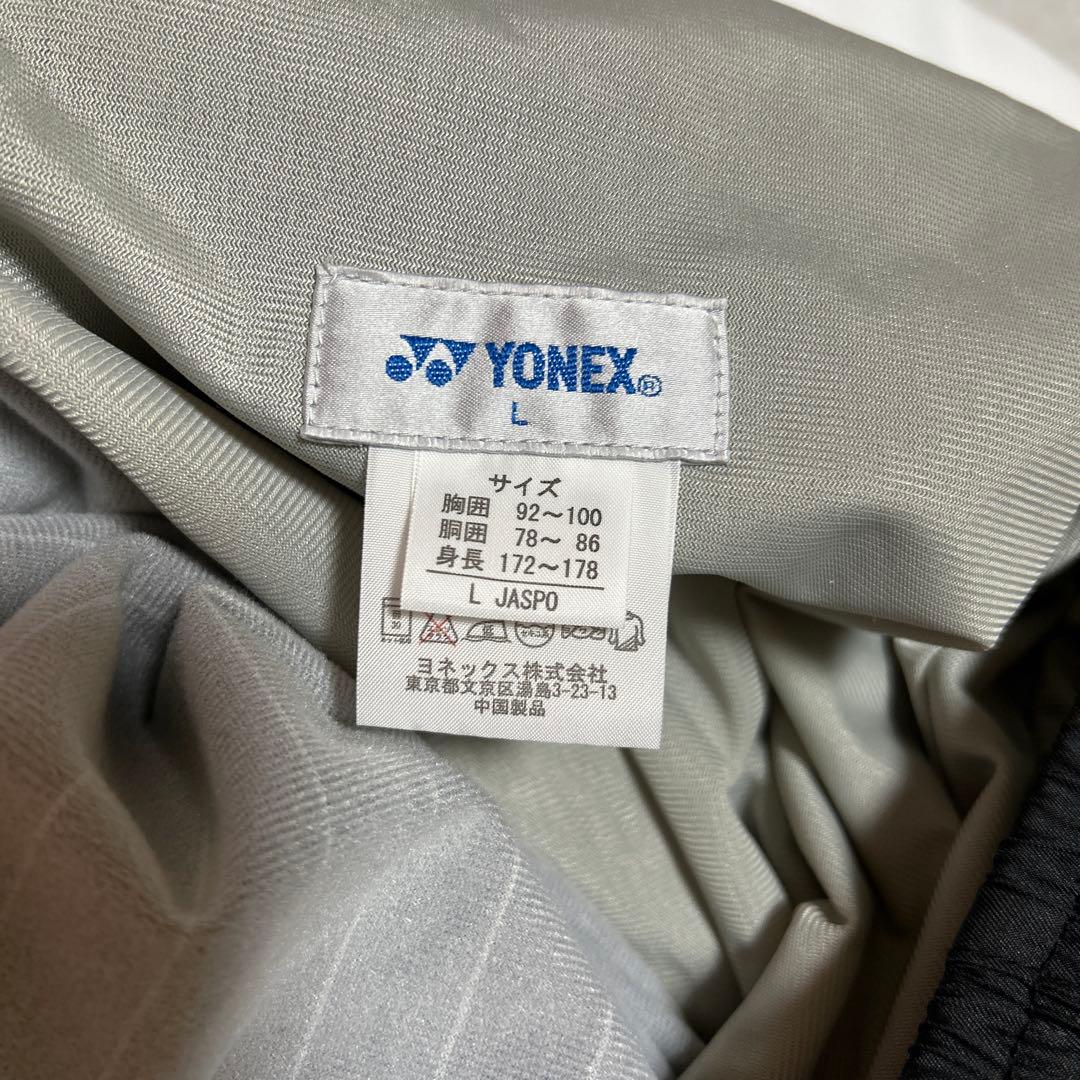 YONEX®
L
サイズ
胸囲 92～100
胴囲 78～ 86
身長 172～178
L JASPO
ヨネックス株式会社
東京都文京区湯島3-23-13
中国製品